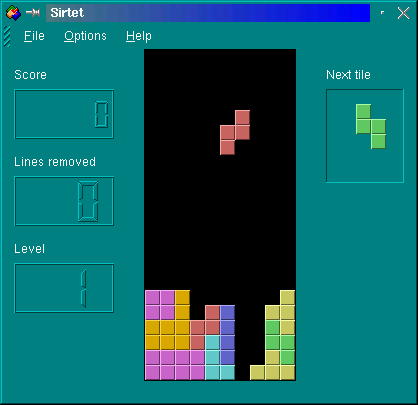 Sirtet
File Options Help
Score
0
Lines removed
0
Level
1
Next tile